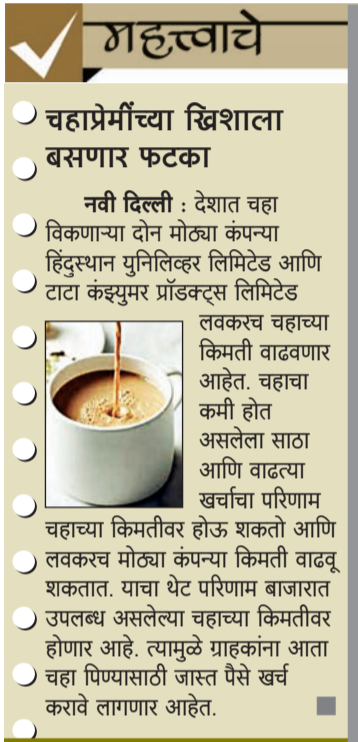 महत्त्वाचे
चहाप्रेमींच्या खिशाला
बसणार फटका
नवी दिल्ली : देशात चहा
विकणाऱ्या दोन मोठ्या कंपन्या
हिंदुस्थान युनिलिव्हर लिमिटेड आणि
टाटा कंझ्युमर प्रॉडक्ट्स लिमिटेड
लवकरच चहाच्या
किमती वाढवणार
आहेत. चहाचा
कमी होत
असलेला साठा
आणि वाढत्या
खर्चाचा परिणाम
चहाच्या किमतीवर होऊ शकतो आणि
लवकरच मोठ्या कंपन्या किमती वाढवू
शकतात. याचा थेट परिणाम बाजारात
उपलब्ध असलेल्या चहाच्या किमतीवर
होणार आहे. त्यामुळे ग्राहकांना आता
चहा पिण्यासाठी जास्त पैसे खर्च
करावे लागणार आहेत.